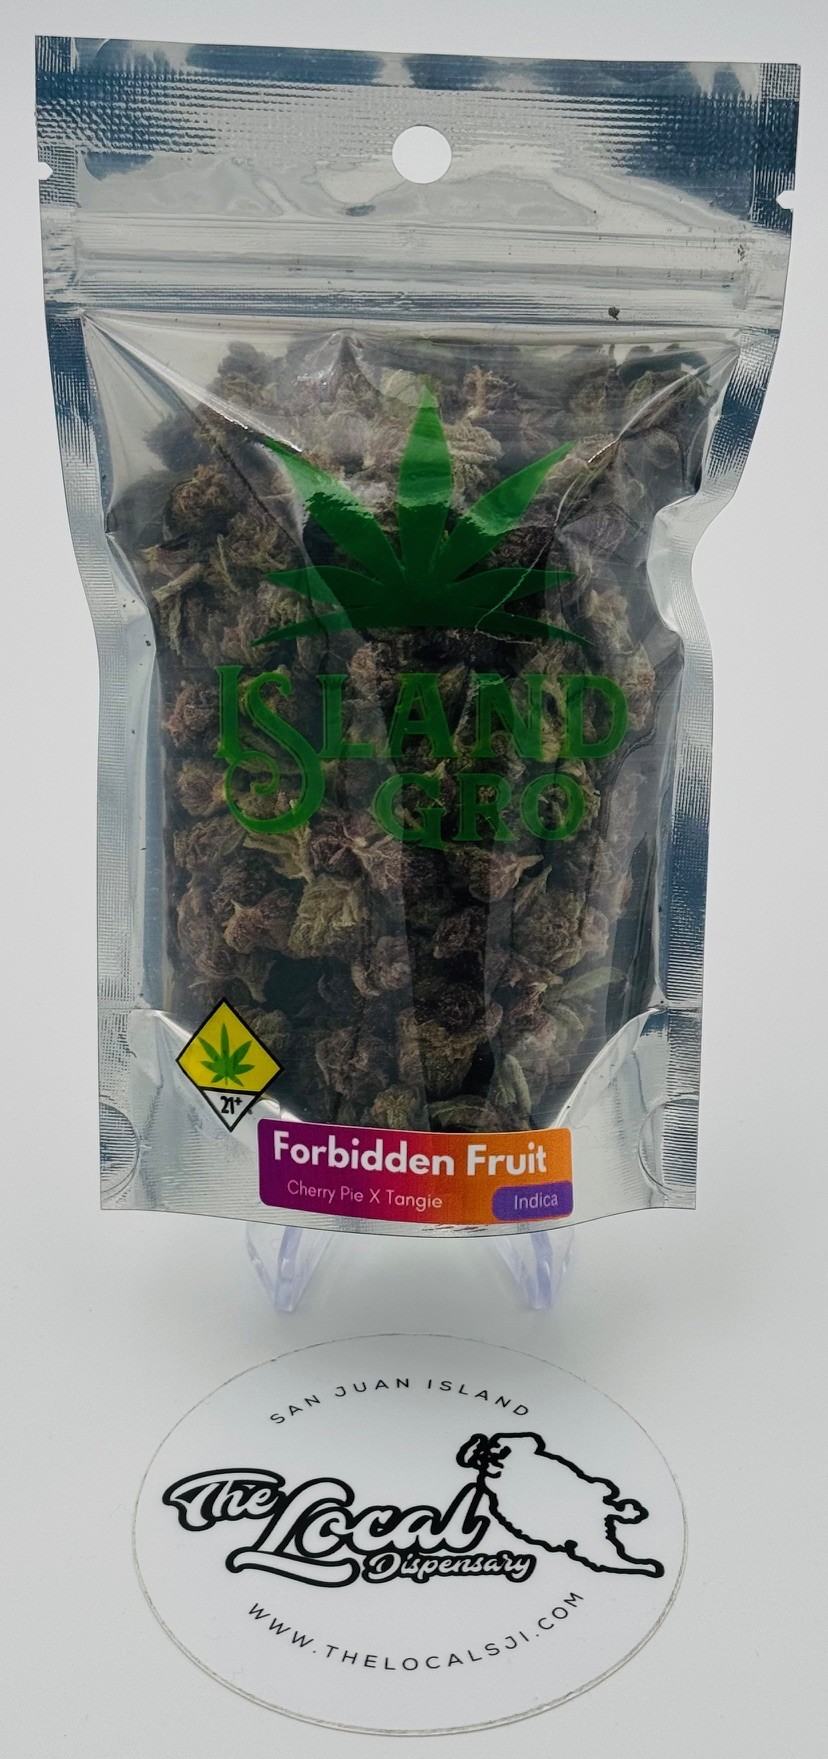 ISLAND
GRO
21+
Forbidden Fruit
Cherry Pie X Tangie
Indica
SAN JUAN ISLAND
The Local
Dispensary
WWW.THELOCALSJI.COM